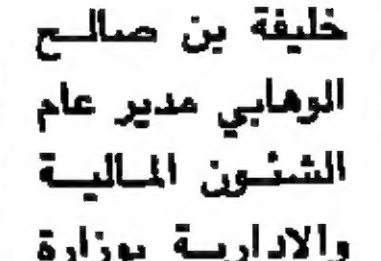 خليفة بن صالح
الوهابي مدير عام
الشئون المالية
والادارية بوزارة